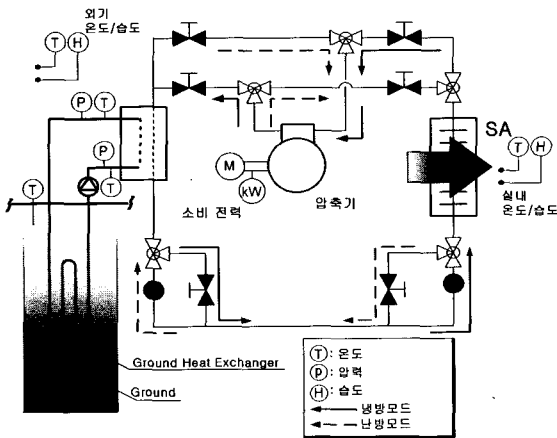 외기
온도/습도
T
H
P
T
P
T
T
M
kW
소비 전력
압축기
SA
T
H
실내
온도/습도
Ground Heat Exchanger
Ground
T : 온도
P : 압력
H : 습도
냉방모드
난방모드